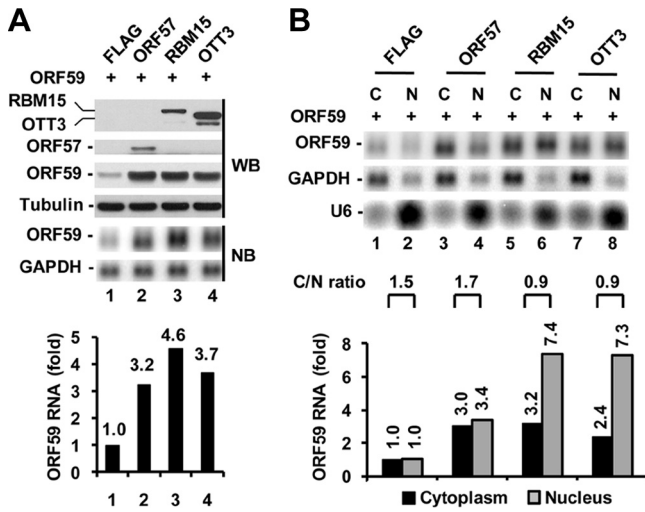 A
FLAG ORF57 RBM15 OTT3
ORF59 + + + +
RBM15
OTT3
ORF57 -
ORF59 -
Tubulin -
WB
ORF59 -
GAPDH -
NB
1 2 3 4
ORF59 RNA (fold)
5
4
3
2
1
0
1.0 3.2 4.6 3.7
1 2 3 4
B
FLAG ORF57 RBM15 OTT3
C N C N C N C N
ORF59 + + + + + + + +
ORF59 -
GAPDH -
U6 -
1 2 3 4 5 6 7 8
C/N ratio 1.5 1.7 0.9 0.9
ORF59 RNA (fold)
8
6
4
2
0
1.0 1.0 3.0 3.4 3.2 7.4 2.4 7.3
Cytoplasm Nucleus